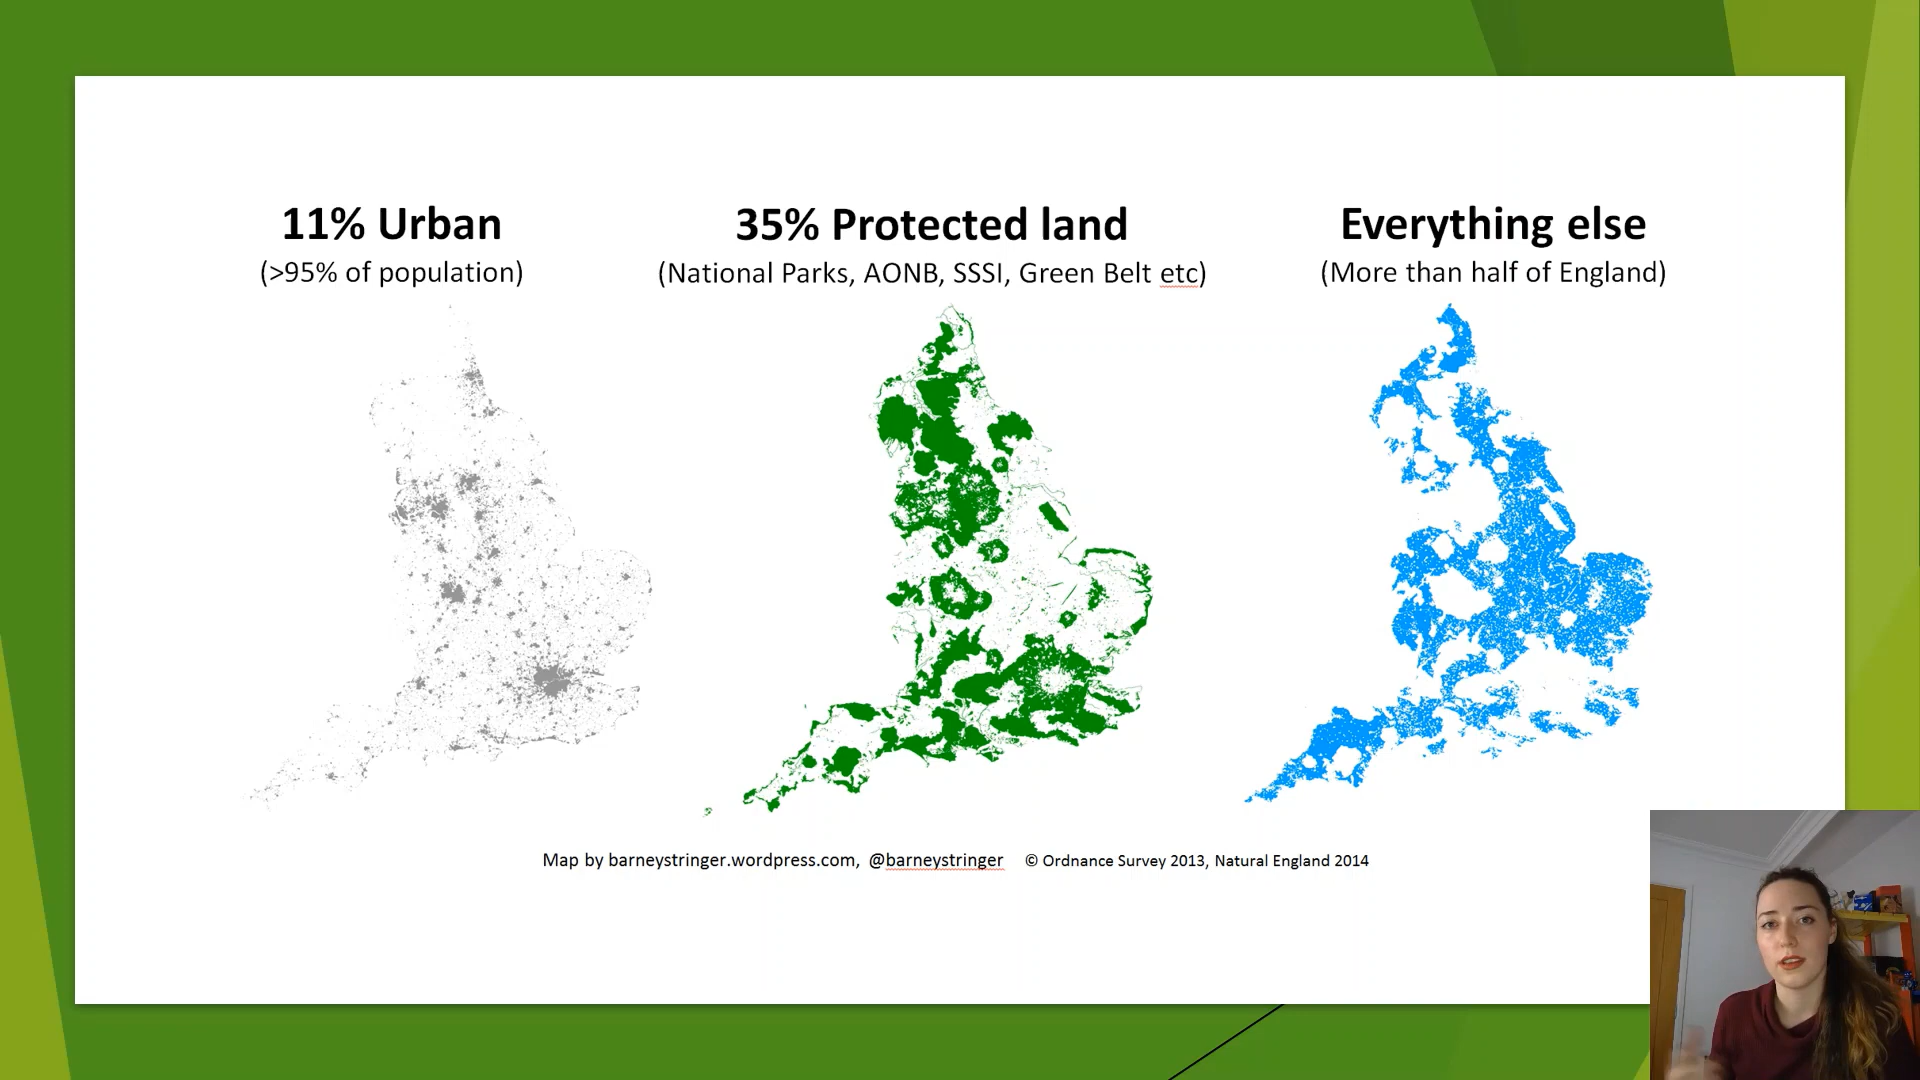 11% Urban
(>95% of population)
35% Protected land
(National Parks, AONB, SSSI, Green Belt etc)
Everything else
(More than half of England)
Map by barneystringer.wordpress.com, @barneystringer © Ordnance Survey 2013, Natural England 2014